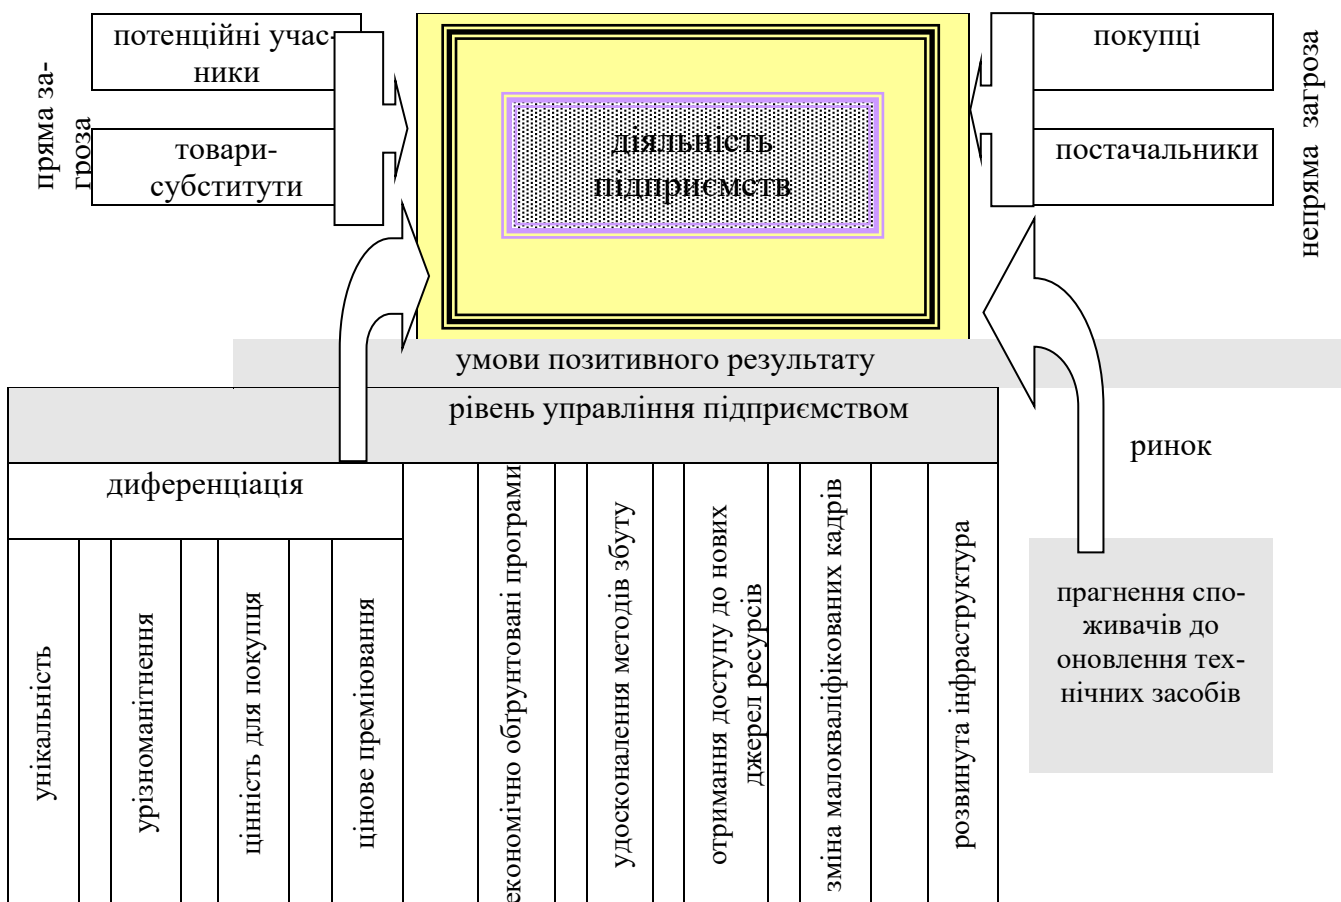 потенційні учас-
ники
покупці
пряма за-
гроза
товари-
субститути
діяльність
підприємств
постачальники
непряма загроза
умови позитивного результату
рівень управління підприємством
ринок
диференціація
унікальність
урізноманітнення
цінність для покупця
цінове преміювання
економічно обґрунтовані програми
удосконалення методів збуту
отримання доступу до нових
джерел ресурсів
зміна малокваліфікованих кадрів
розвинута інфраструктура
прагнення спо-
живачів до
оновлення тех-
нічних засобів